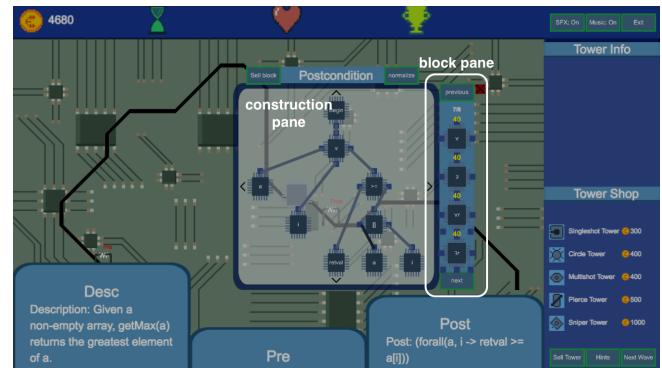 4680
SFX: On
Music: On
Exit
block pane
Tower Info
Sell block
Postcondition
normalize
previous
construction
pane
begin
40
40
40
40
a
>=
i
[]
retval
a
i
next
Tower Shop
Singleshot Tower 300
Circle Tower 400
Multishot Tower 400
Pierce Tower 500
Sniper Tower 1000
Desc
Description: Given a
non-empty array, getMax(a)
returns the greatest element
of a.
Pre
Post
Post: (forall(a, i -> retval >=
a[i]))
Sell Tower
Hints
Next Wave